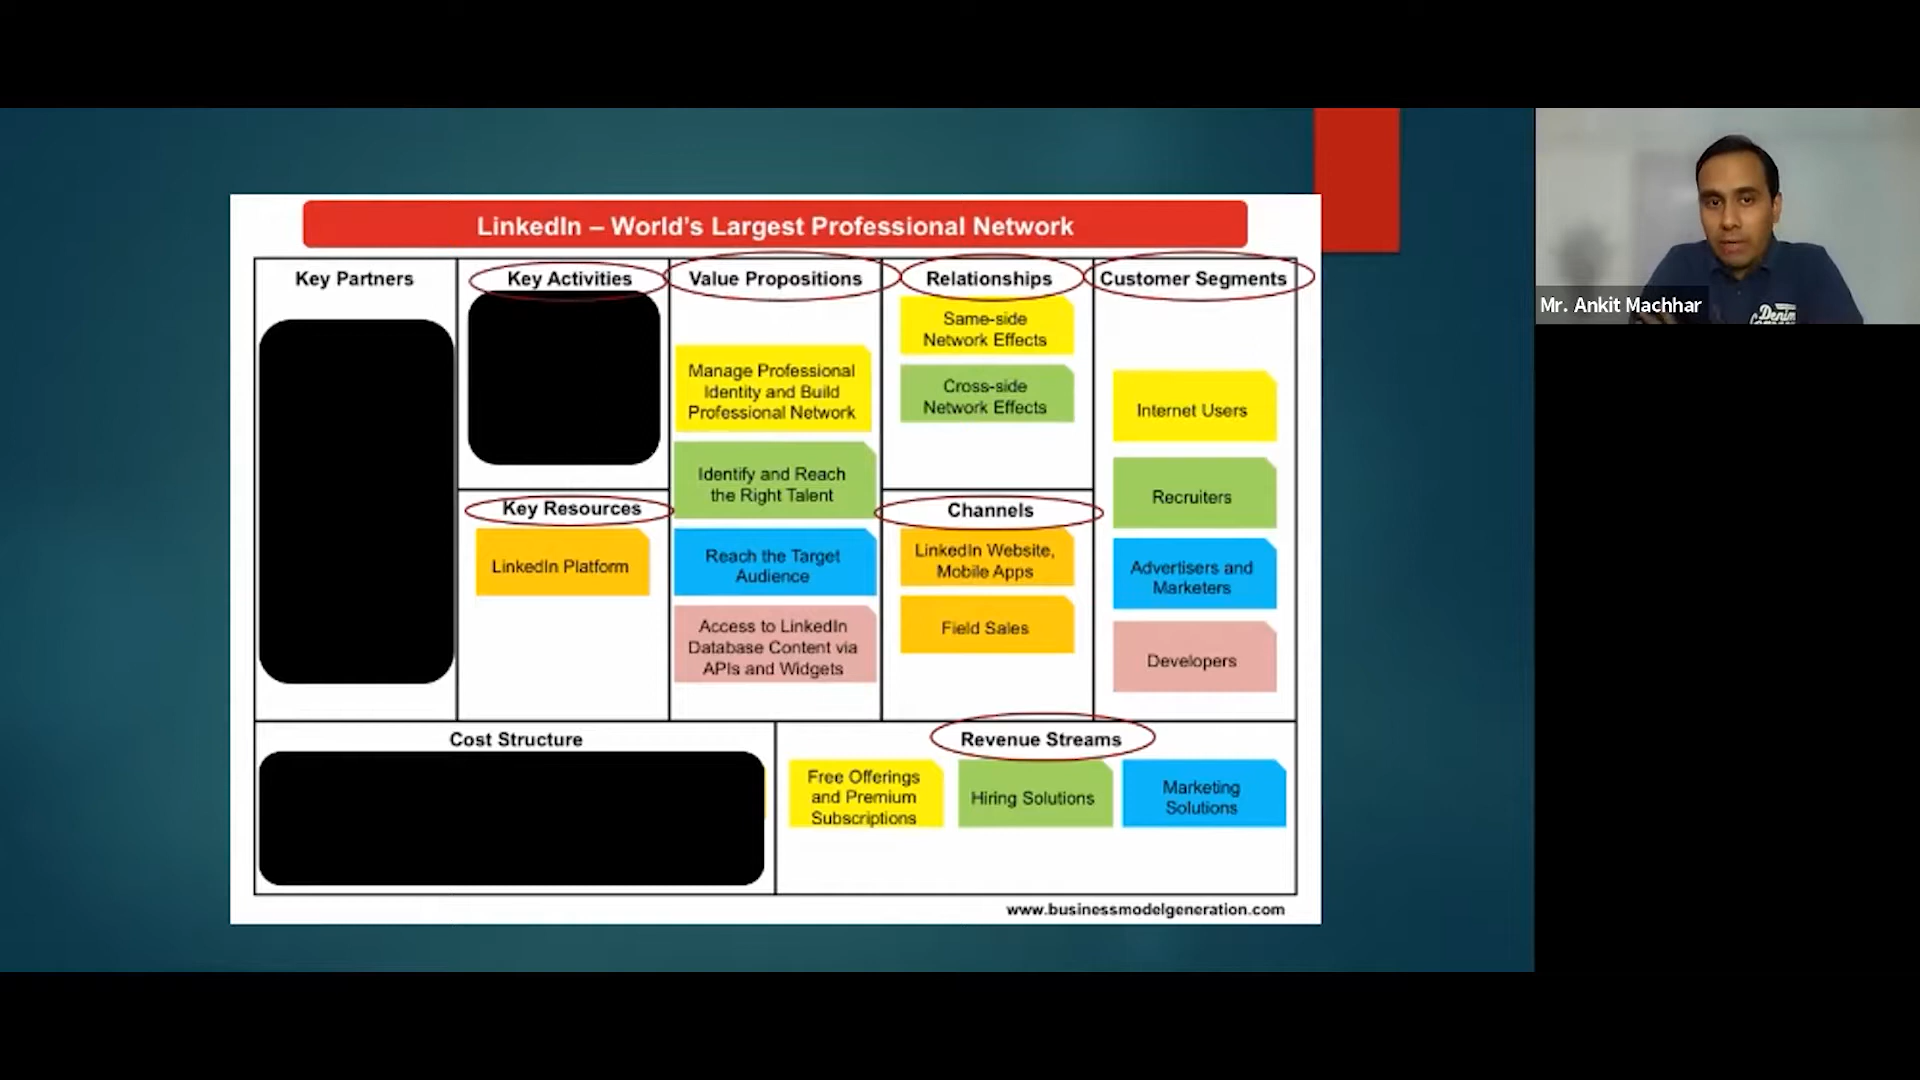 LinkedIn – World's Largest Professional Network
Key Partners
Key Activities
Key Resources
LinkedIn Platform
Value Propositions
Manage Professional
Identity and Build
Professional Network
Identify and Reach
the Right Talent
Reach the Target
Audience
Access to LinkedIn
Database Content via
APIs and Widgets
Relationships
Same-side
Network Effects
Cross-side
Network Effects
Channels
LinkedIn Website,
Mobile Apps
Field Sales
Customer Segments
Internet Users
Recruiters
Advertisers and
Marketers
Developers
Cost Structure
Revenue Streams
Free Offerings
and Premium
Subscriptions
Hiring Solutions
Marketing
Solutions
www.businessmodelgeneration.com
Mr. Ankit Machhar
Denim